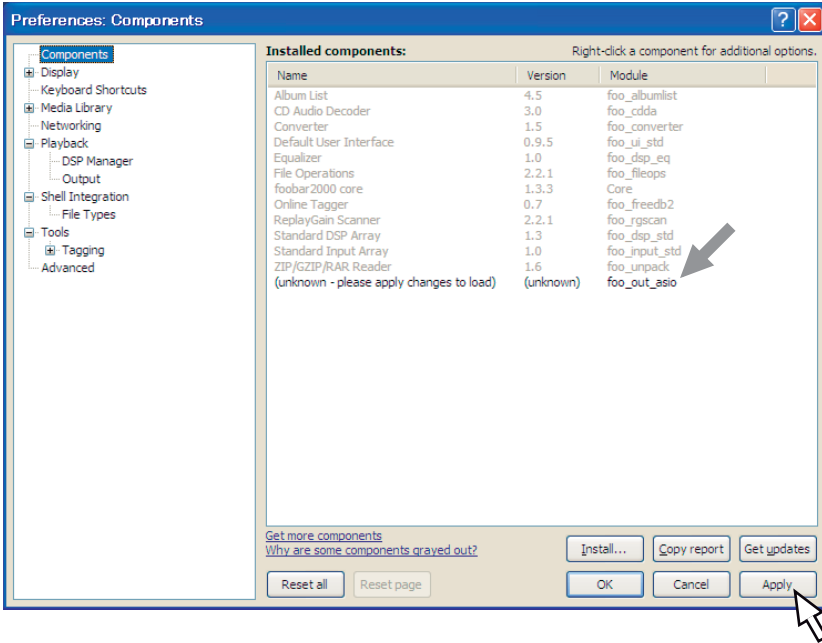 Preferences: Components
Components
Display
Keyboard Shortcuts
Media Library
Networking
Playback
DSP Manager
Output
Shell Integration
File Types
Tools
Tagging
Advanced
Installed components: Right-click a component for additional options.
Name Version Module
Album List 4.5 foo_albumlist
CD Audio Decoder 3.0 foo_cdda
Converter 1.5 foo_converter
Default User Interface 0.9.5 foo_ui_std
Equalizer 1.0 foo_dsp_eq
File Operations 2.2.1 foo_fileops
foobar2000 core 1.3.3 Core
Online Tagger 0.7 foo_freedb2
ReplayGain Scanner 2.2.1 foo_rgscan
Standard DSP Array 1.3 foo_dsp_std
Standard Input Array 1.0 foo_input_std
ZIP/GZIP/RAR Reader 1.6 foo_unpack
(unknown - please apply changes to load) (unknown) foo_out_asio
Get more components
Why are some components grayed out?
Install... Copy report Get updates
Reset all Reset page OK Cancel Apply